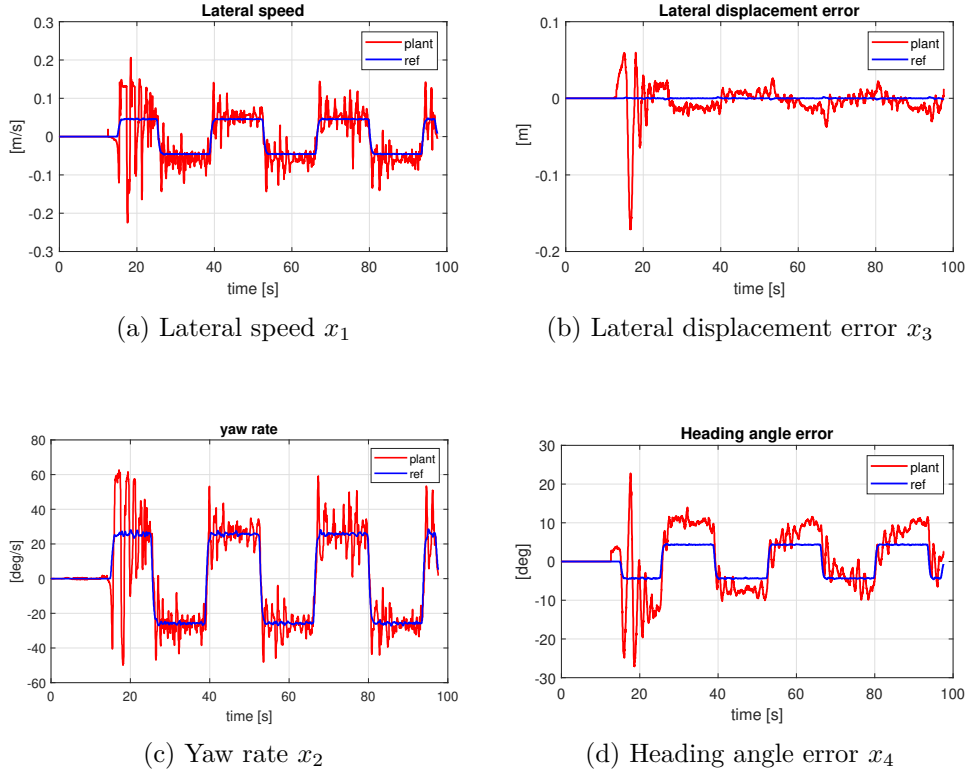 Lateral speed
0.3
0.2
0.1
0
-0.1
-0.2
-0.3
[m/s]
plant
ref
0 20 40 60 80 100
time [s]
(a) Lateral speed x₁
Lateral displacement error
0.1
0
-0.1
-0.2
[m]
plant
ref
0 20 40 60 80 100
time [s]
(b) Lateral displacement error x₃
yaw rate
80
60
40
20
0
-20
-40
-60
[deg/s]
plant
ref
0 20 40 60 80 100
time [s]
(c) Yaw rate x₂
Heading angle error
30
20
10
0
-10
-20
-30
[deg]
plant
ref
0 20 40 60 80 100
time [s]
(d) Heading angle error x₄